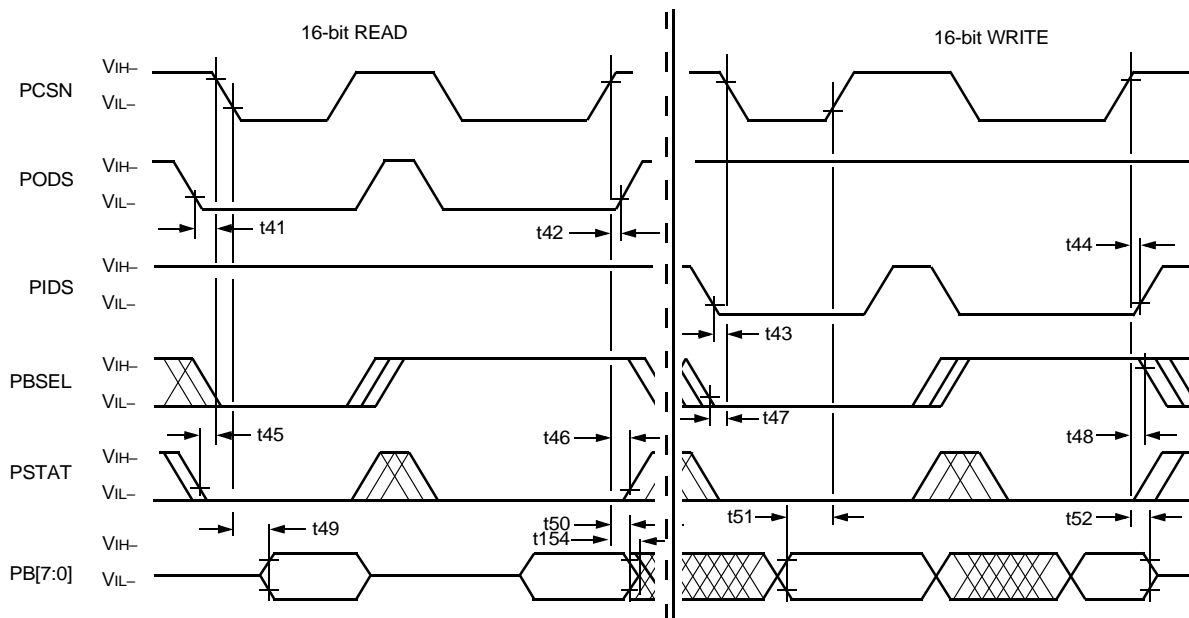 16-bit READ
16-bit WRITE
PCSN
VIH–
VIL–
PODS
VIH–
VIL–
t41
t42
t44
PIDS
VIH–
VIL–
t43
PBSEL
VIH–
VIL–
t45
t46
t47
t48
PSTAT
VIH–
VIL–
t49
t50
t154
t51
t52
PB[7:0]
VIH–
VIL–